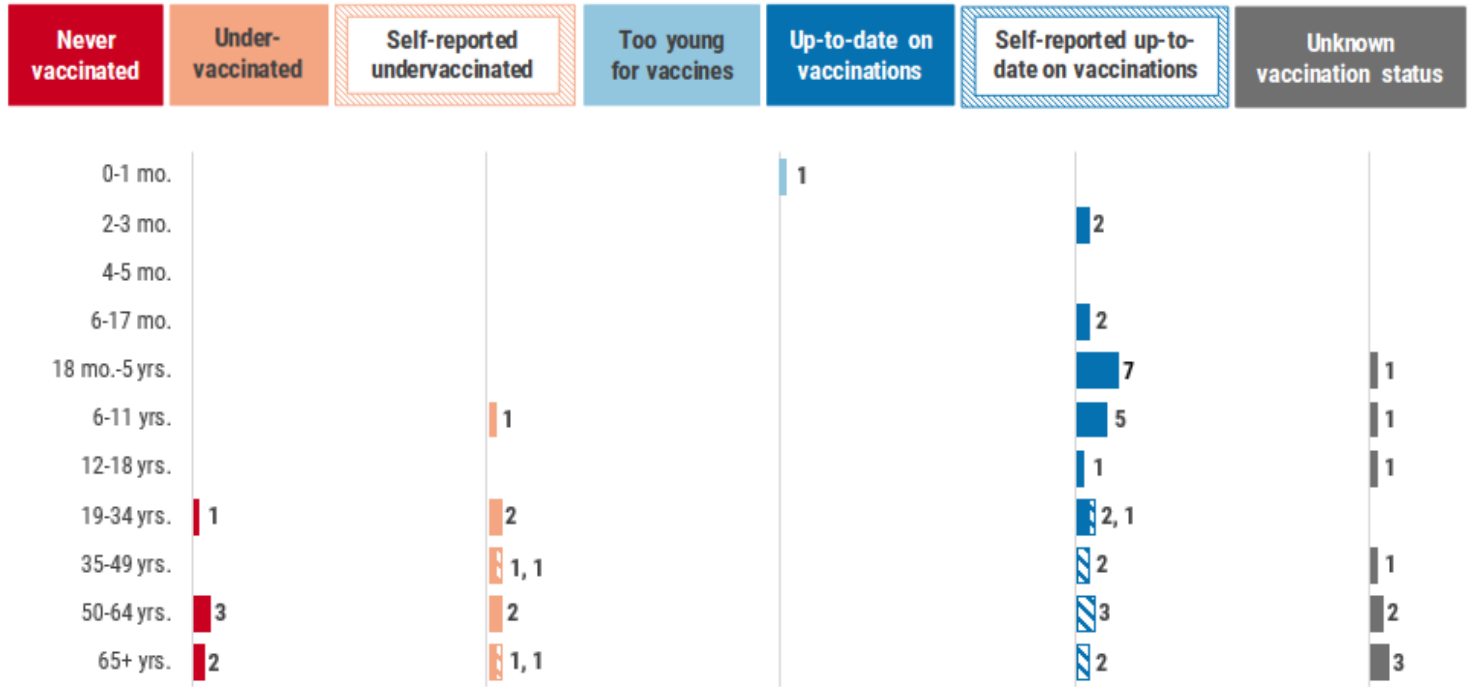 Never
vaccinated
Under-
vaccinated
Self-reported
undervaccinated
Too young
for vaccines
Up-to-date on
vaccinations
Self-reported up-to-
date on vaccinations
Unknown
vaccination status
0-1 mo. 1
2-3 mo. 2
4-5 mo.
6-17 mo. 2
18 mo.-5 yrs. 7 1
6-11 yrs. 1 5 1
12-18 yrs. 1 1
19-34 yrs. 1 2 2, 1
35-49 yrs. 1, 1 2 1
50-64 yrs. 3 2 3 2
65+ yrs. 2 1, 1 2 3